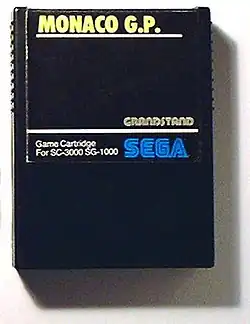 MONACO G.P.
GRANDSTAND
Game Cartridge
For SC-3000 SG-1000
SEGA